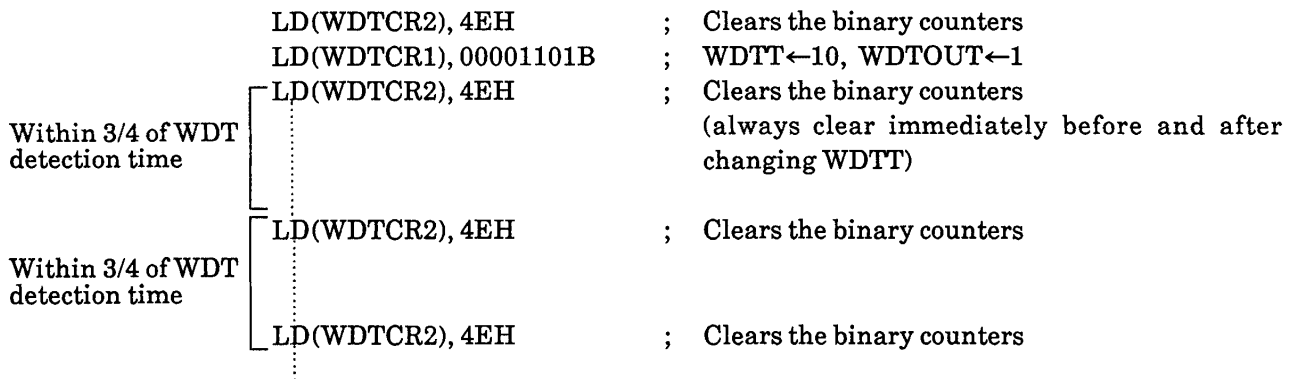 LD(WDTCR2), 4EH ; Clears the binary counters
LD(WDTCR1), 00001101B ; WDTT←10, WDTOUT←1
LD(WDTCR2), 4EH ; Clears the binary counters
(always clear immediately before and after
changing WDTT)
Within 3/4 of WDT
detection time
LD(WDTCR2), 4EH ; Clears the binary counters
Within 3/4 of WDT
detection time
LD(WDTCR2), 4EH ; Clears the binary counters